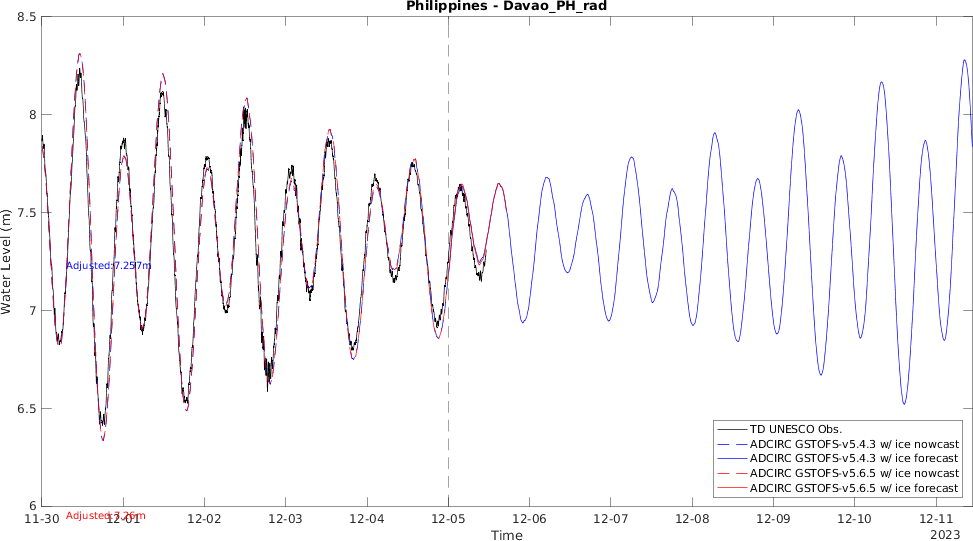 Philippines - Davao_PH_rad
8.5
8
7.5
7
6.5
6
Water Level (m)
Adjusted:7.257m
Adjusted:7.26m
TD UNESCO Obs.
ADCIRC GSTOFS-v5.4.3 w/ ice nowcast
ADCIRC GSTOFS-v5.4.3 w/ ice forecast
ADCIRC GSTOFS-v5.6.5 w/ ice nowcast
ADCIRC GSTOFS-v5.6.5 w/ ice forecast
11-30 12-01 12-02 12-03 12-04 12-05 12-06 12-07 12-08 12-09 12-10 12-11
Time
2023